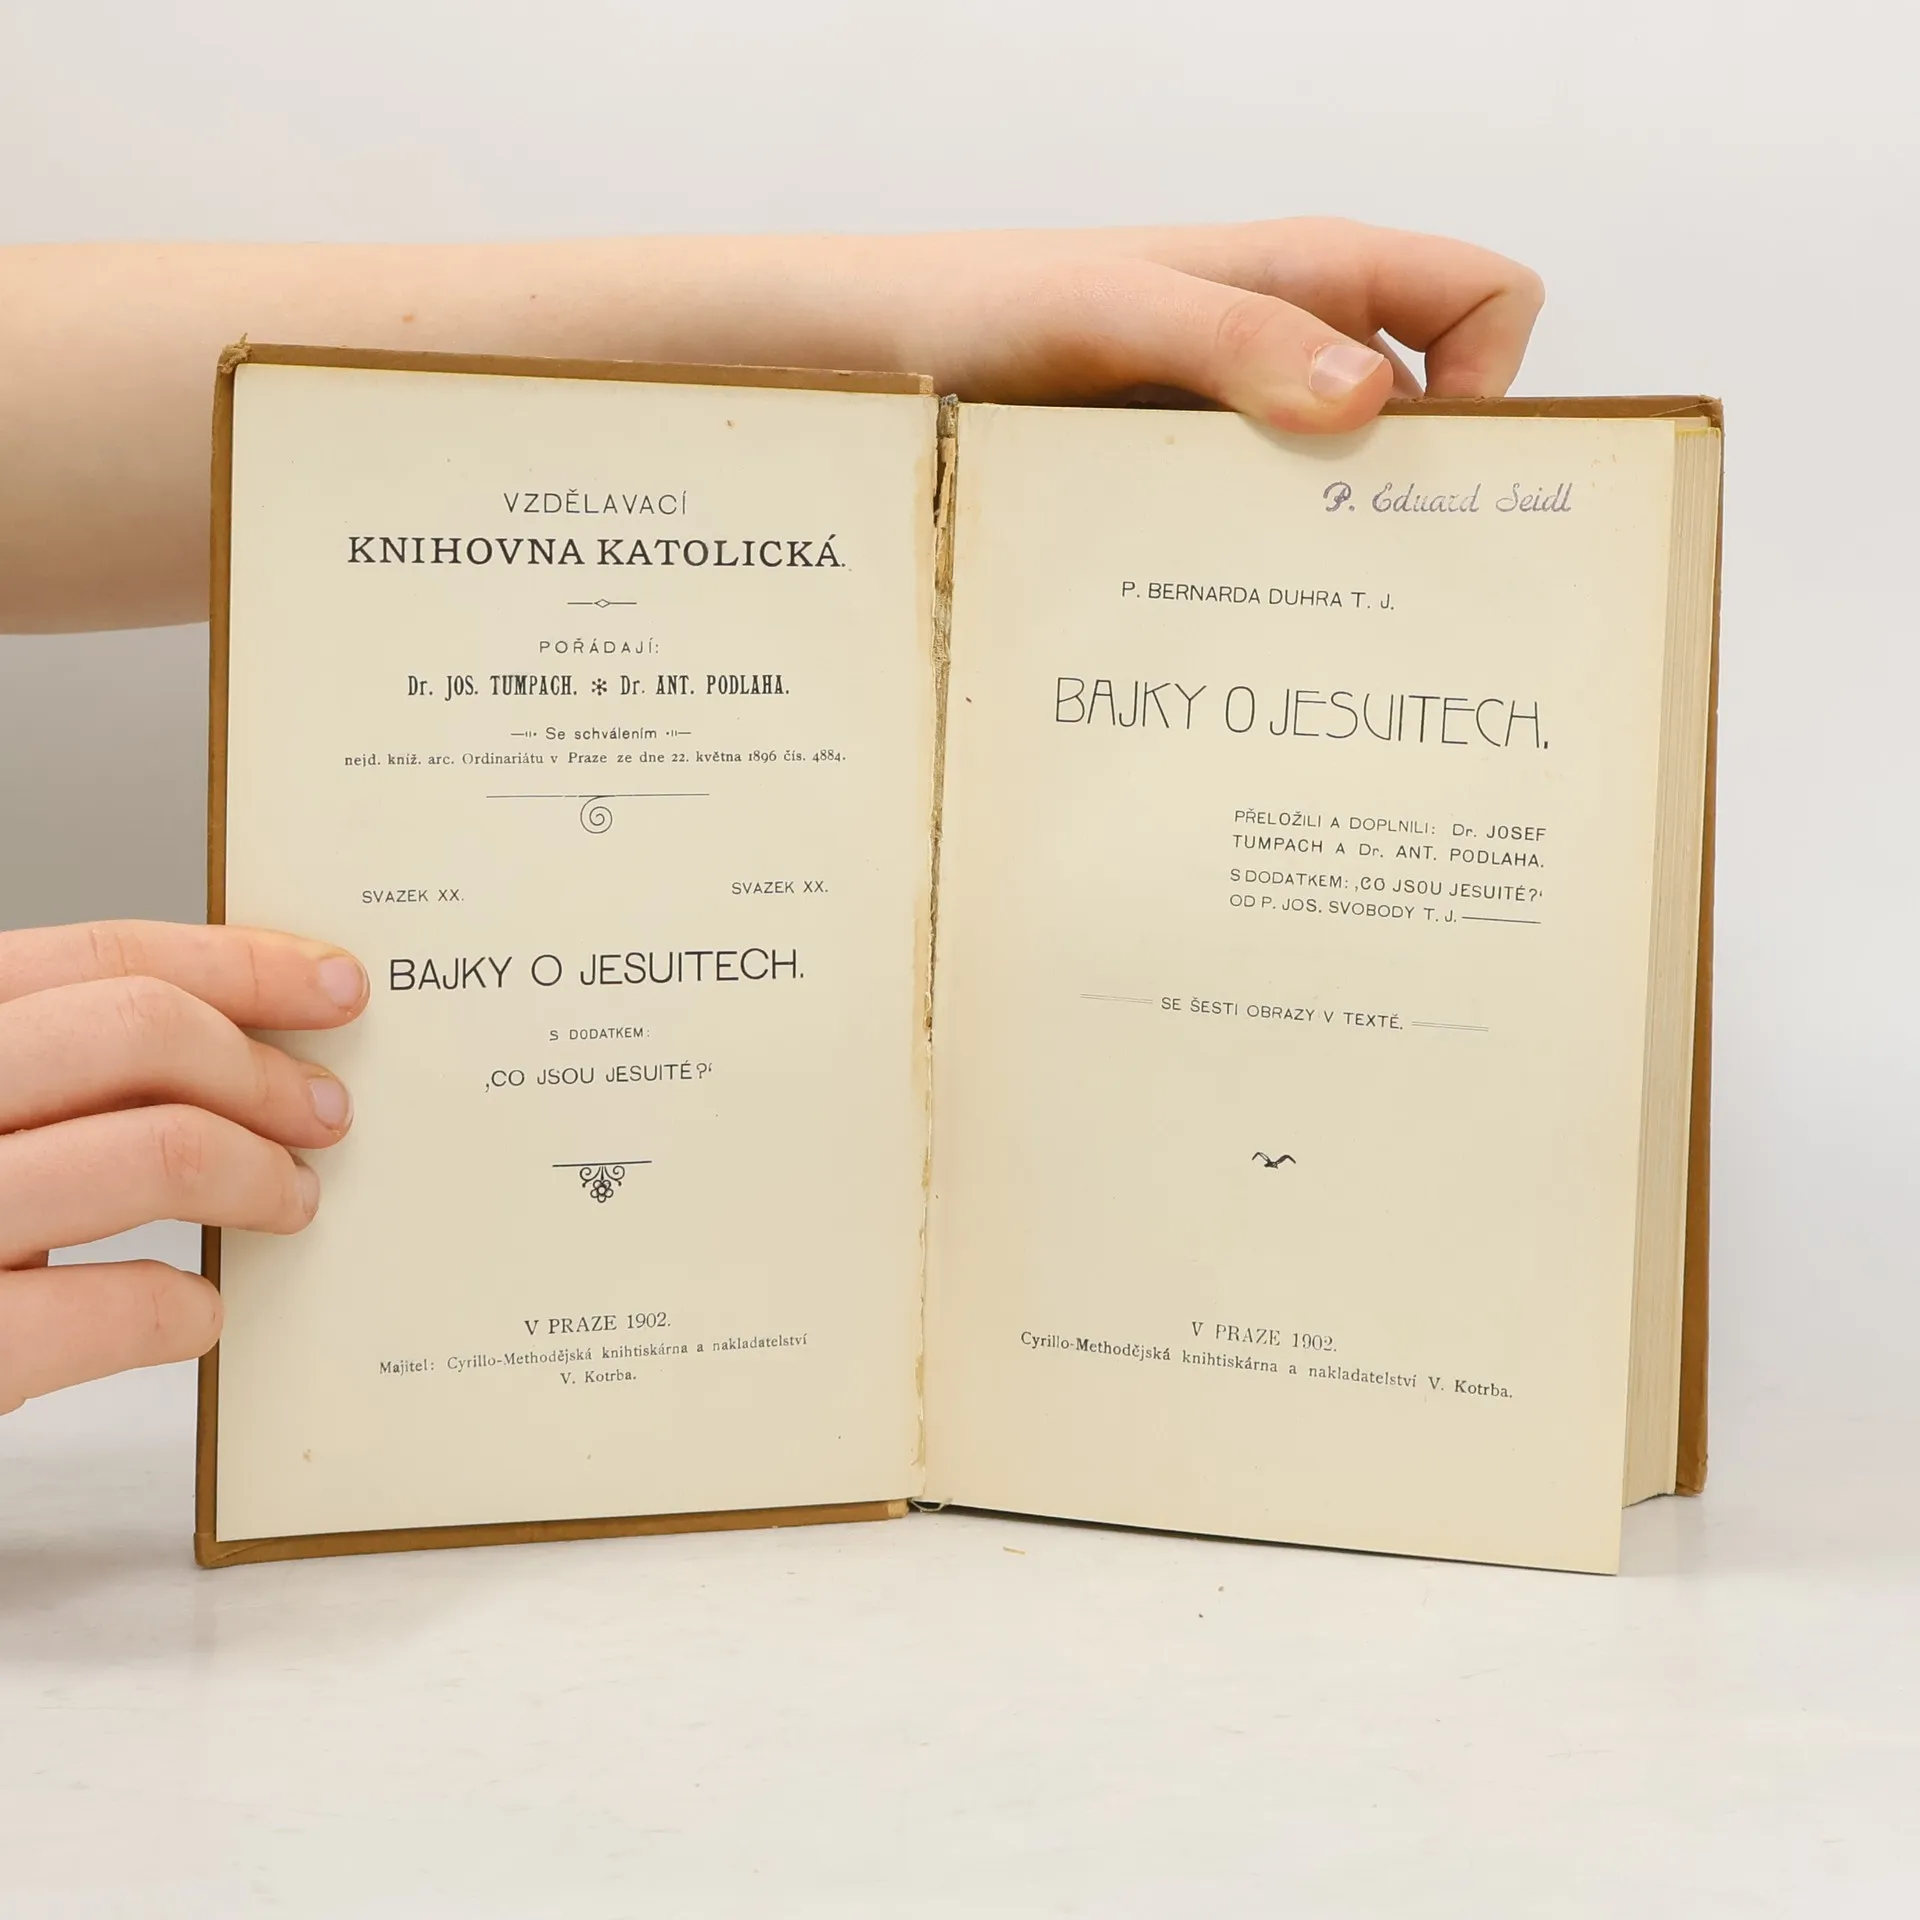 VZDĚLAVACÍ
KNIHOVNA KATOLICKÁ.
POŘÁDAJÍ:
Dr. JOS. TUMPACH. * Dr. ANT. PODLAHA.
Se schválením
nejd. kníž. arc. Ordinariátu v Praze ze dne 22. května 1896 čís. 4884.
SVAZEK XX. SVAZEK XX.
BAJKY O JESUITECH.
S DODATKEM:
‚CO JSOU JESUITÉ?‘
V PRAZE 1902.
Majitel: Cyrillo-Methodějská knihtiskárna a nakladatelství
V. Kotrba.
P. Eduard Seidl
P. BERNARDA DUHRA T. J.
BAJKY O JESUITECH.
PŘELOŽILI A DOPLNILI: Dr. JOSEF
TUMPACH A Dr. ANT. PODLAHA.
S DODATKEM: ‚CO JSOU JESUITÉ?‘
OD P. JOS. SVOBODY T. J.
SE ŠESTI OBRAZY V TEXTĚ.
V PRAZE 1902.
Cyrillo-Methodějská knihtiskárna a nakladatelství V. Kotrba.